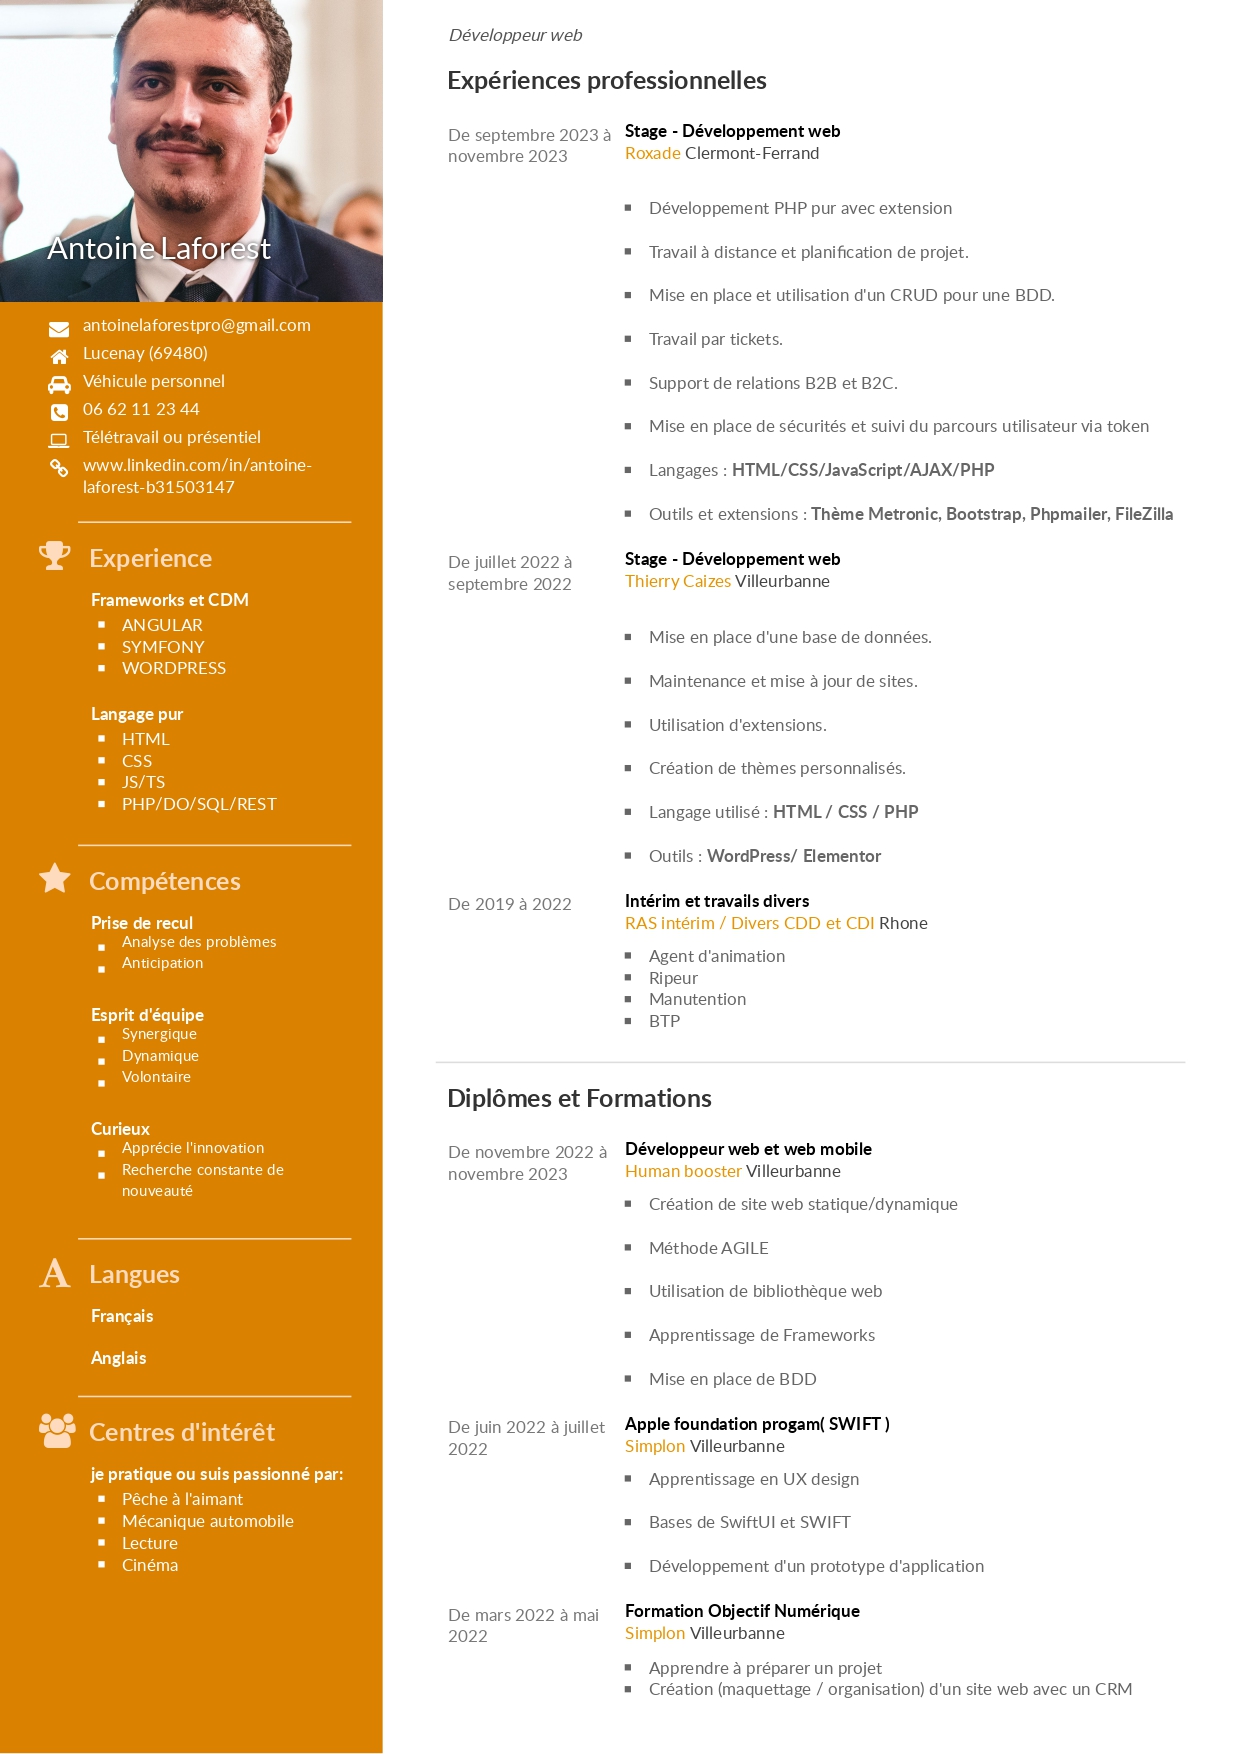 Antoine Laforest
antoinelaforestpro@gmail.com
Lucenay (69480)
Véhicule personnel
06 62 11 23 44
Télétravail ou présentiel
www.linkedin.com/in/antoine-
laforest-b31503147
Experience
Frameworks et CDM
ANGULAR
SYMFONY
WORDPRESS
Langage pur
HTML
CSS
JS/TS
PHP/DO/SQL/REST
Compétences
Prise de recul
Analyse des problèmes
Anticipation
Esprit d'équipe
Synergique
Dynamique
Volontaire
Curieux
Apprécie l'innovation
Recherche constante de
nouveauté
Langues
Français
Anglais
Centres d'intérêt
je pratique ou suis passionné par:
Pêche à l'aimant
Mécanique automobile
Lecture
Cinéma
Développeur web
Expériences professionnelles
De septembre 2023 à
novembre 2023
Stage - Développement web
Roxade Clermont-Ferrand
Développement PHP pur avec extension
Travail à distance et planification de projet.
Mise en place et utilisation d'un CRUD pour une BDD.
Travail par tickets.
Support de relations B2B et B2C.
Mise en place de sécurités et suivi du parcours utilisateur via token
Langages : HTML/CSS/JavaScript/AJAX/PHP
Outils et extensions : Thème Metronic, Bootstrap, Phpmailer, FileZilla
De juillet 2022 à
septembre 2022
Stage - Développement web
Thierry Caizes Villeurbanne
Mise en place d'une base de données.
Maintenance et mise à jour de sites.
Utilisation d'extensions.
Création de thèmes personnalisés.
Langage utilisé : HTML / CSS / PHP
Outils : WordPress/ Elementor
De 2019 à 2022
Intérim et travails divers
RAS intérim / Divers CDD et CDI Rhone
Agent d'animation
Ripeur
Manutention
BTP
Diplômes et Formations
De novembre 2022 à
novembre 2023
Développeur web et web mobile
Human booster Villeurbanne
Création de site web statique/dynamique
Méthode AGILE
Utilisation de bibliothèque web
Apprentissage de Frameworks
Mise en place de BDD
De juin 2022 à juillet
2022
Apple foundation progam( SWIFT )
Simplon Villeurbanne
Apprentissage en UX design
Bases de SwiftUI et SWIFT
Développement d'un prototype d'application
De mars 2022 à mai
2022
Formation Objectif Numérique
Simplon Villeurbanne
Apprendre à préparer un projet
Création (maquettage / organisation) d'un site web avec un CRM